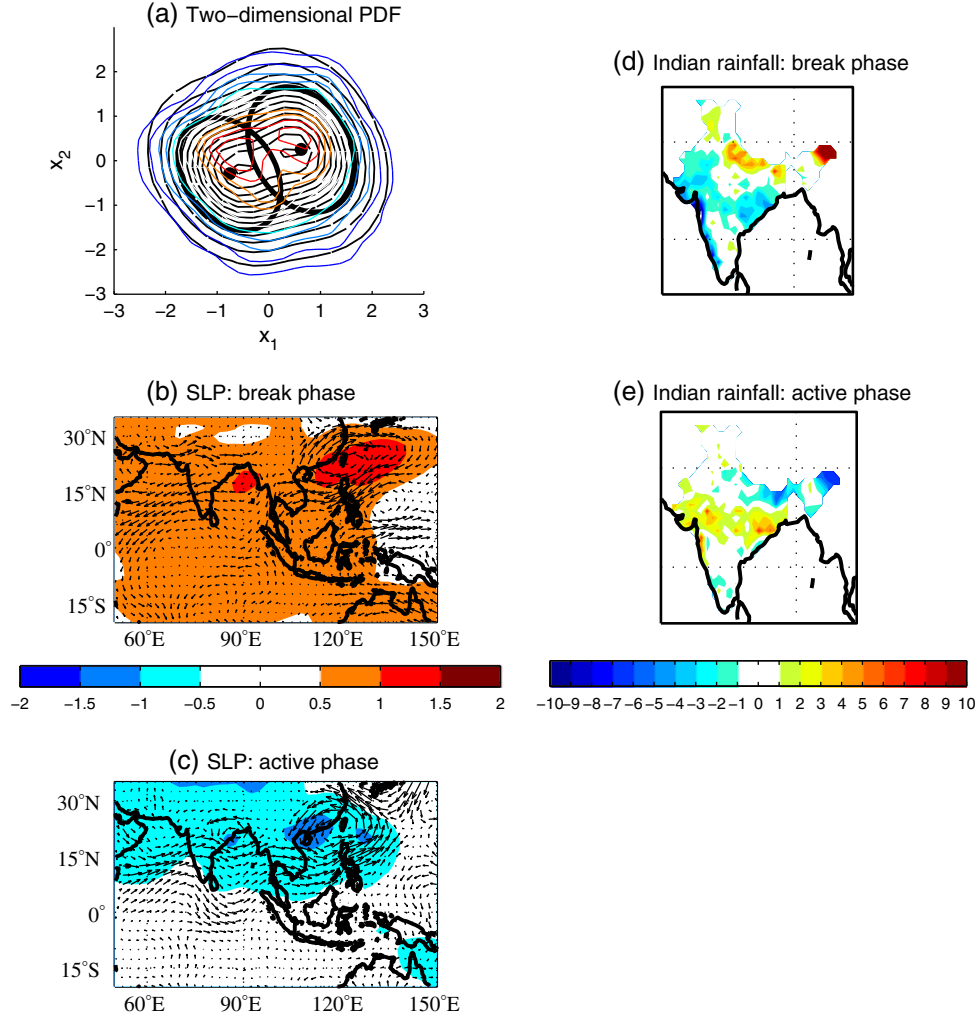 (a) Two-dimensional PDF
2
1
0
-1
-2
-3
x2
-3 -2 -1 0 1 2 3
x1
(d) Indian rainfall: break phase
(b) SLP: break phase
30°N
15°N
0°
15°S
60°E 90°E 120°E 150°E
-2 -1.5 -1 -0.5 0 0.5 1 1.5 2
(e) Indian rainfall: active phase
-10-9 -8 -7 -6 -5 -4 -3 -2 -1 0 1 2 3 4 5 6 7 8 9 10
(c) SLP: active phase
30°N
15°N
0°
15°S
60°E 90°E 120°E 150°E